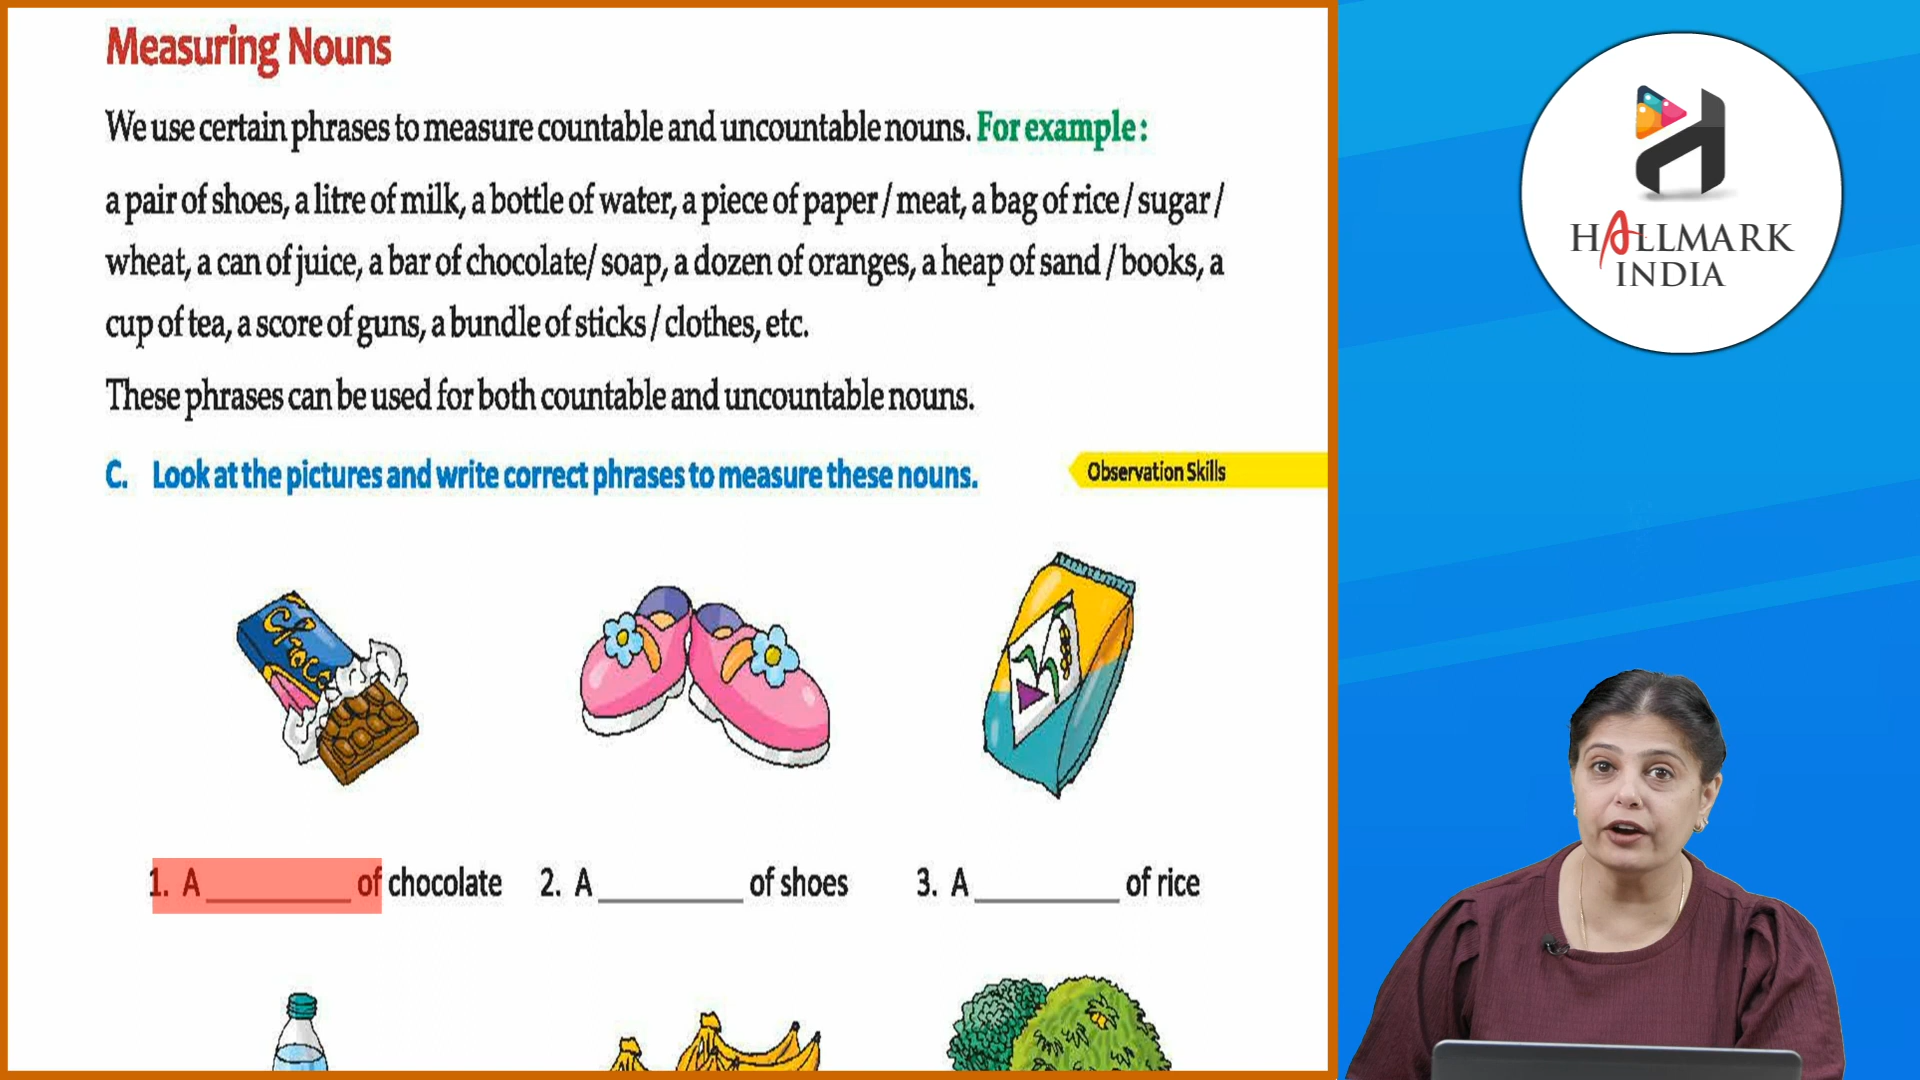 Measuring Nouns
We use certain phrases to measure countable and uncountable nouns. For example:
a pair of shoes, a litre of milk, a bottle of water, a piece of paper / meat, a bag of rice / sugar /
wheat, a can of juice, a bar of chocolate/ soap, a dozen of oranges, a heap of sand / books, a
cup of tea, a score of guns, a bundle of sticks / clothes, etc.
These phrases can be used for both countable and uncountable nouns.
C. Look at the pictures and write correct phrases to measure these nouns.
Observation Skills
Choco
1. A __________ of chocolate 2. A __________ of shoes 3. A __________ of rice
HALLMARK
INDIA